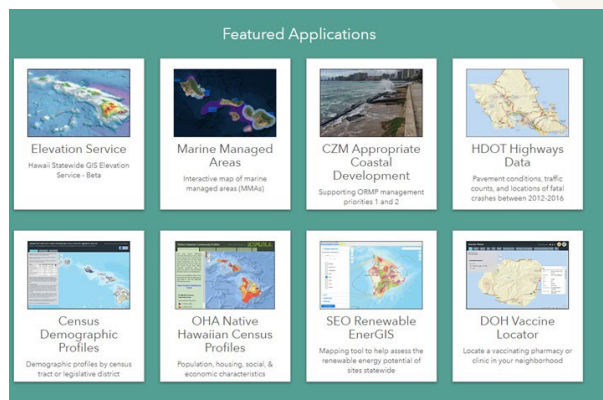 Featured Applications
Elevation Service
Hawaii Statewide GIS Elevation
Service - Beta
Marine Managed
Areas
Interactive map of marine
managed areas (MMAs)
CZM Appropriate
Coastal
Development
Supporting ORMP management
priorities 1 and 2
HDOT Highways
Data
Pavement conditions, traffic
counts, and locations of fatal
crashes between 2012-2016
Census
Demographic
Profiles
Demographic profiles by census
tract or legislative district
OHA Native
Hawaiian Census
Profiles
Population, housing, social, &
economic characteristics
SEO Renewable
EnerGIS
Mapping tool to help assess the
renewable energy potential of
sites statewide
DOH Vaccine
Locator
Locate a vaccinating pharmacy or
clinic in your neighborhood